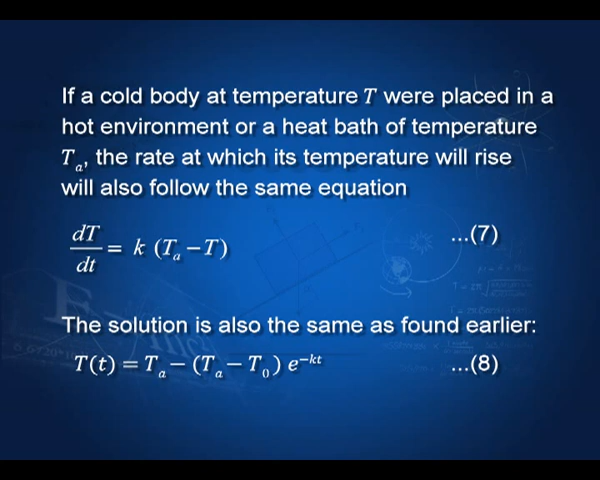 If a cold body at temperature T were placed in a
hot environment or a heat bath of temperature
Tₐ, the rate at which its temperature will rise
will also follow the same equation
dT/dt = k (Tₐ − T) ...(7)
The solution is also the same as found earlier:
T(t) = Tₐ − (Tₐ − T₀) e^−kt ...(8)